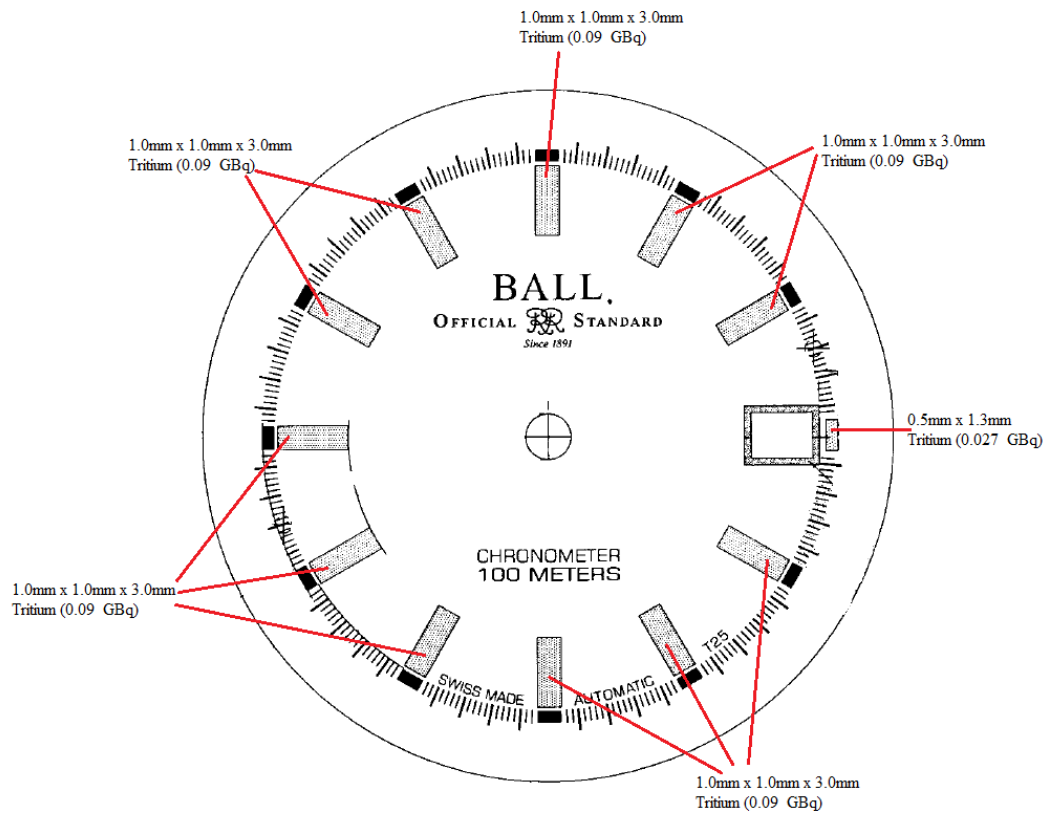 1.0mm x 1.0mm x 3.0mm
Tritium (0.09 GBq)
1.0mm x 1.0mm x 3.0mm
Tritium (0.09 GBq)
1.0mm x 1.0mm x 3.0mm
Tritium (0.09 GBq)
BALL.
OFFICIAL RR STANDARD
Since 1891
0.5mm x 1.3mm
Tritium (0.027 GBq)
CHRONOMETER
100 METERS
1.0mm x 1.0mm x 3.0mm
Tritium (0.09 GBq)
SWISS MADE
AUTOMATIC
T25
1.0mm x 1.0mm x 3.0mm
Tritium (0.09 GBq)